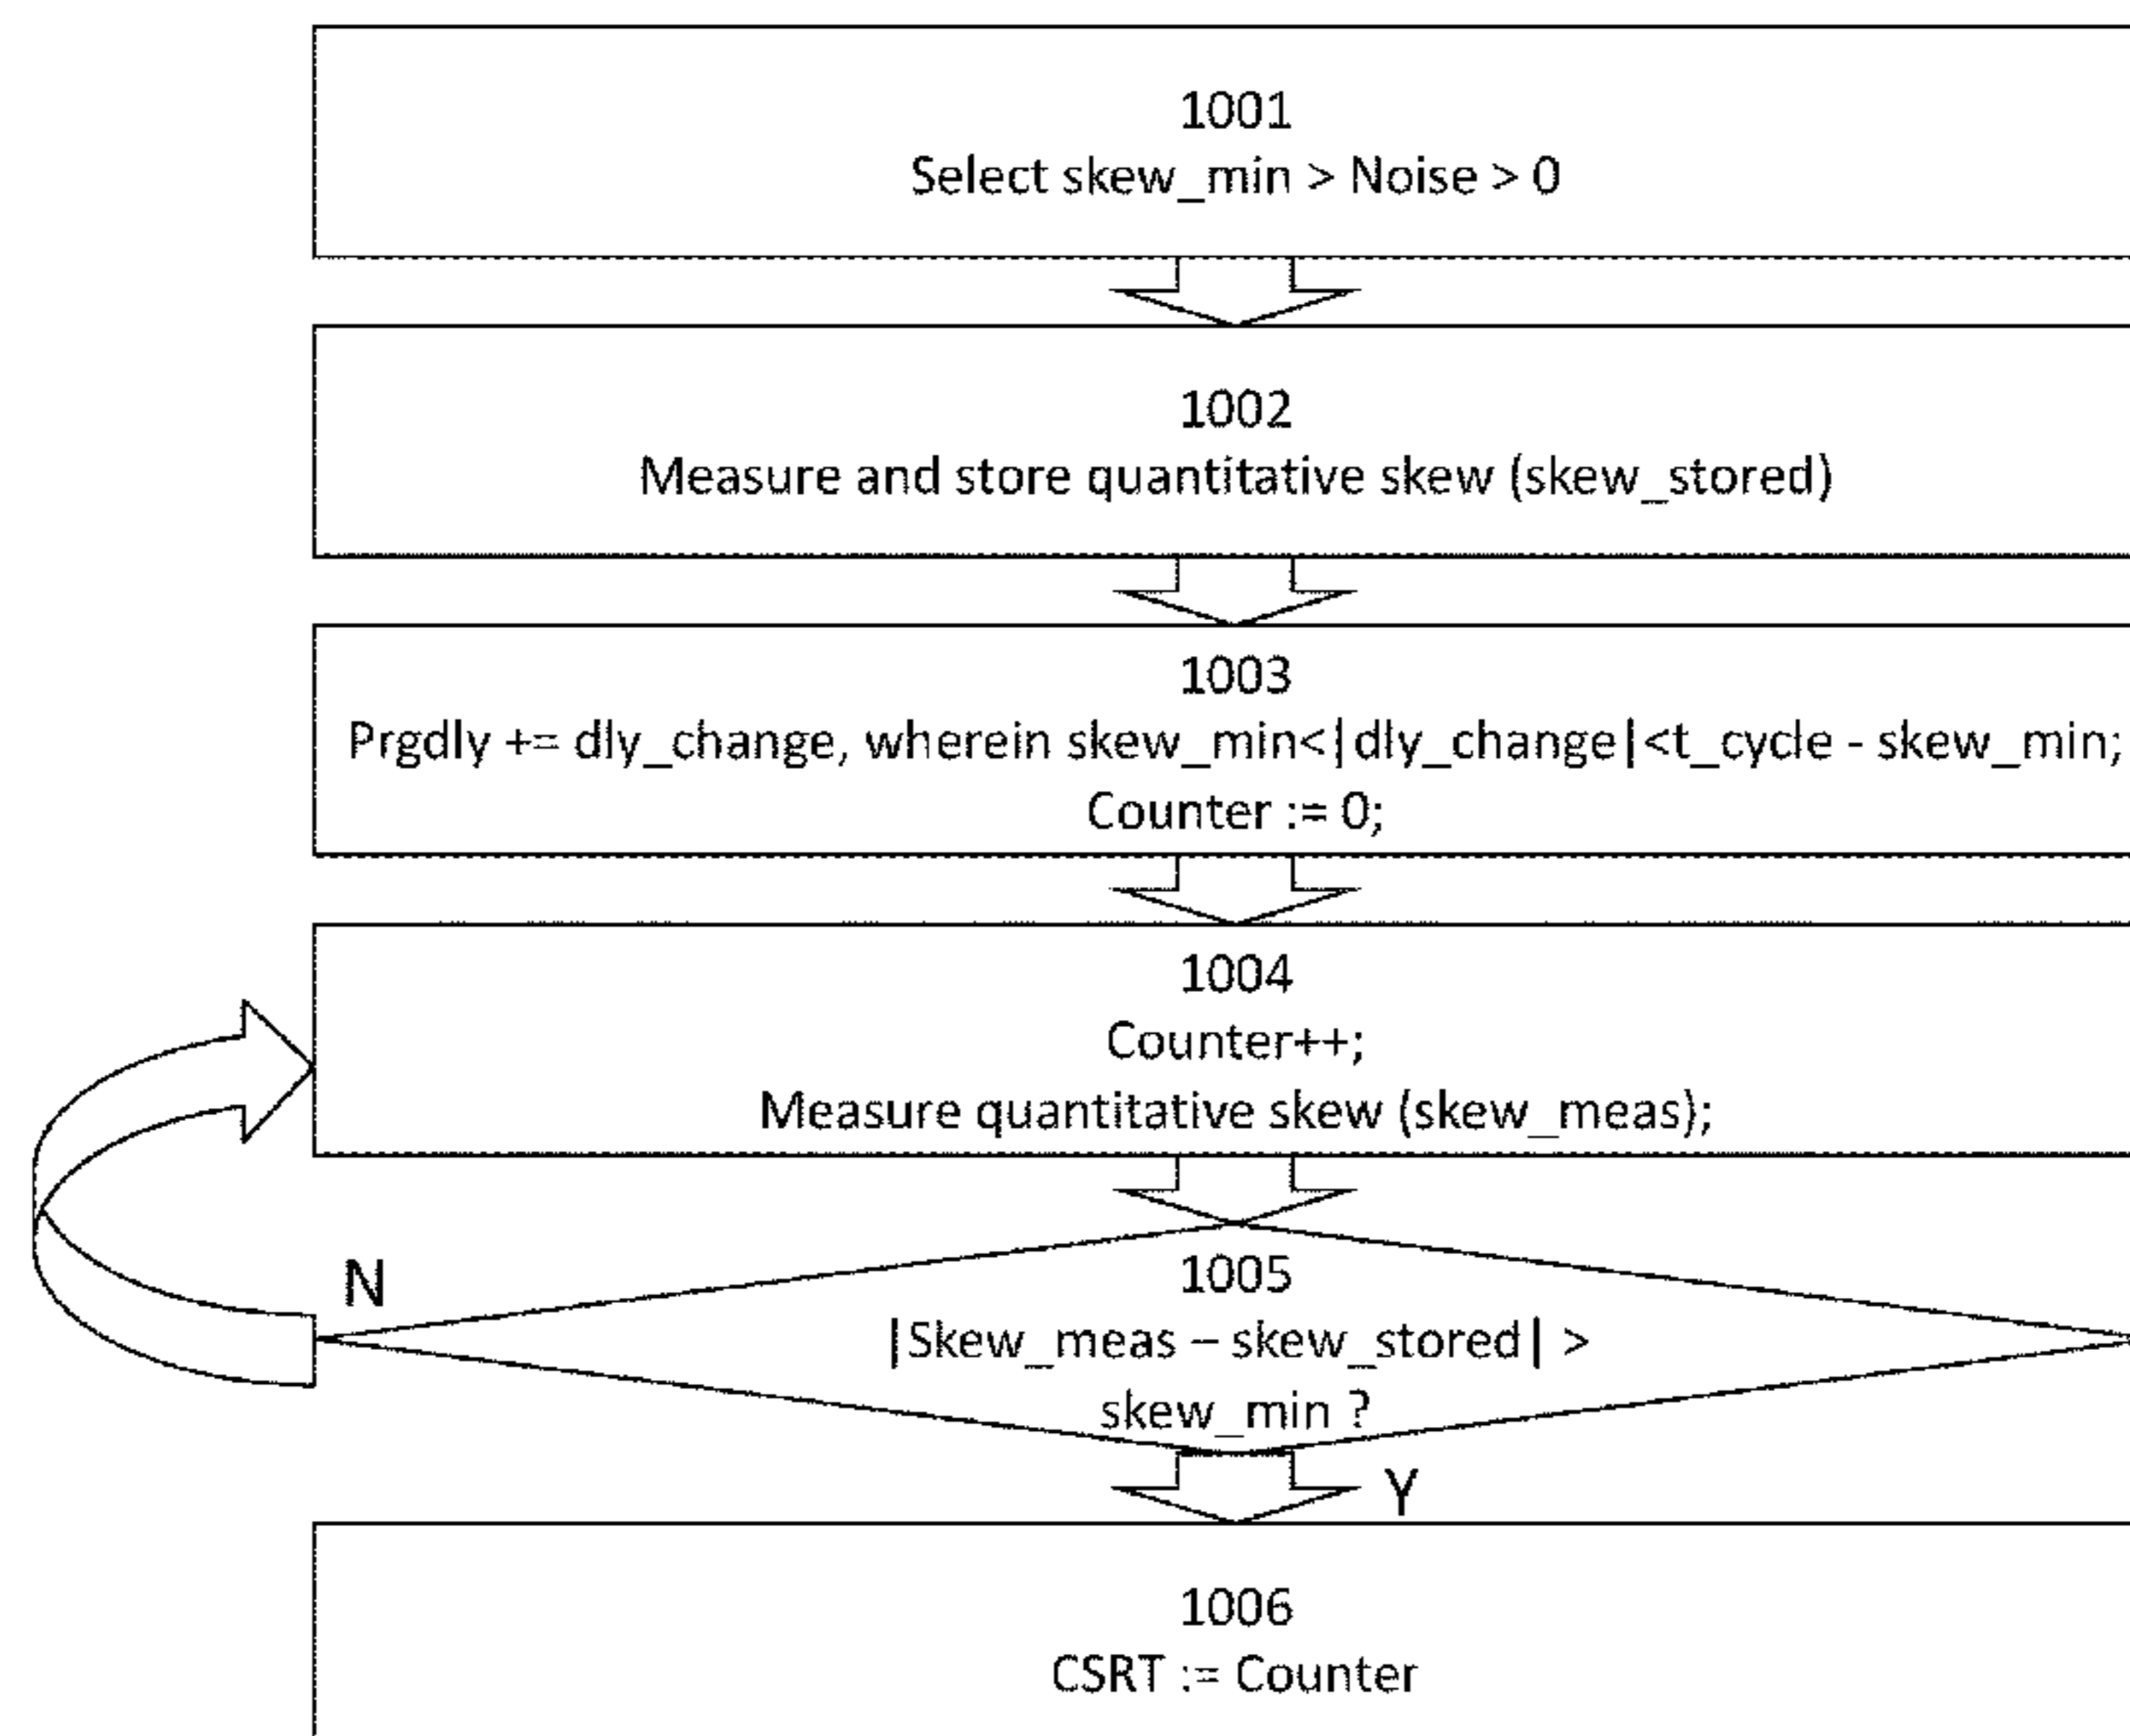 1001
Select skew_min > Noise > 0
1002
Measure and store quantitative skew (skew_stored)
1003
Prgdly += dly_change, wherein skew_min<|dly_change|<t_cycle - skew_min;
Counter := 0;
1004
Counter++;
Measure quantitative skew (skew_meas);
N
1005
|Skew_meas – skew_stored| >
skew_min ?
Y
1006
CSRT := Counter